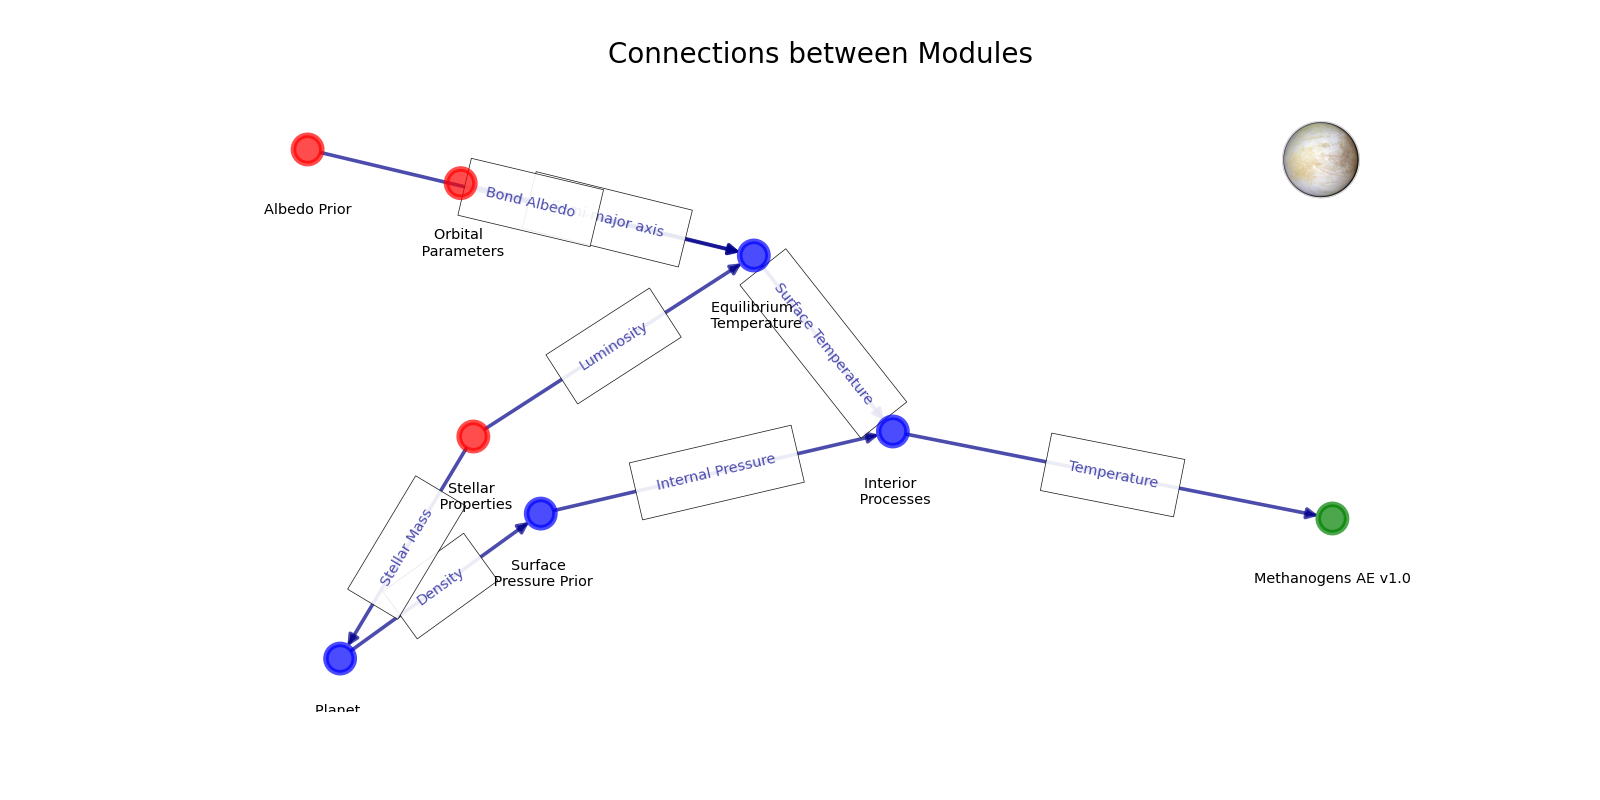 Connections between Modules
Albedo Prior
Bond Albedo
major axis
Orbital
Parameters
Equilibrium
Temperature
Surface Temperature
Luminosity
Internal Pressure
Temperature
Stellar
Properties
Interior
Processes
Stellar Mass
Density
Surface
Pressure Prior
Methanogens AE v1.0
Planet